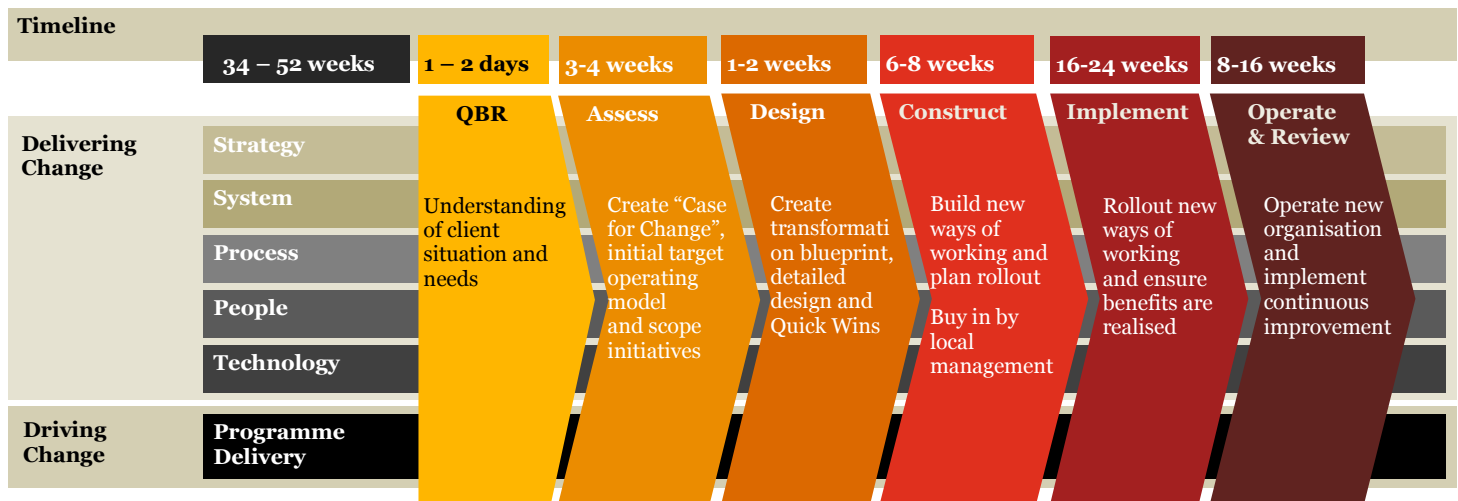 Timeline
34 – 52 weeks
1 – 2 days
3-4 weeks
1-2 weeks
6-8 weeks
16-24 weeks
8-16 weeks
Delivering
Change
Strategy
System
Process
People
Technology
QBR
Understanding
of client
situation and
needs
Assess
Create “Case
for Change”,
initial target
operating
model
and scope
initiatives
Design
Create
transformati
on blueprint,
detailed
design and
Quick Wins
Construct
Build new
ways of
working and
plan rollout
Buy in by
local
management
Implement
Rollout new
ways of
working
and ensure
benefits are
realised
Operate
& Review
Operate new
organisation
and
implement
continuous
improvement
Driving
Change
Programme
Delivery